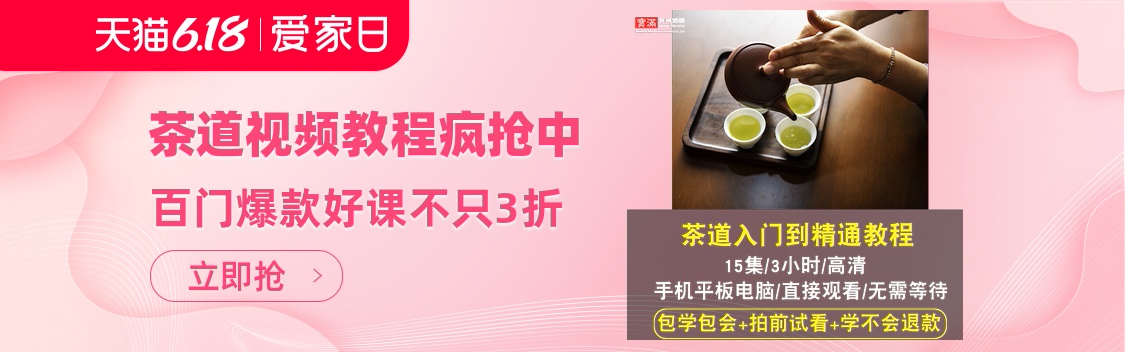 天猫6.18 爱家日
茶道视频教程疯抢中
百门爆款好课不只3折
立即抢 >
茶道入门到精通教程
15集/3小时/高清
手机平板电脑/直接观看/无需等待
包学包会+拍前试看+学不会退款